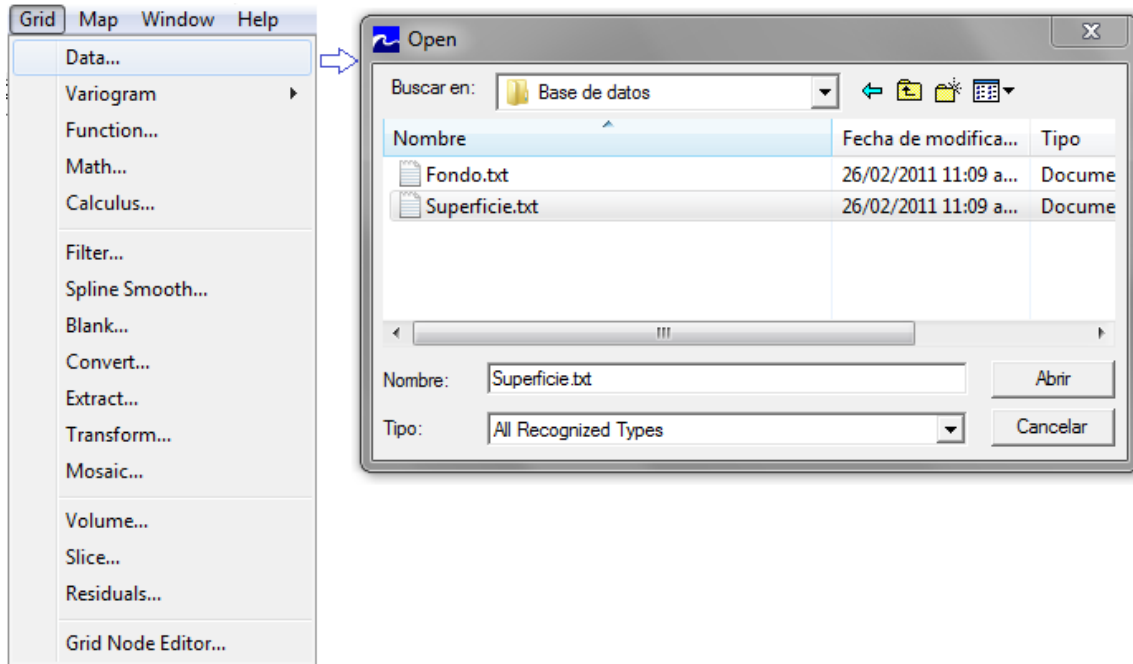 Grid Map Window Help
Data...
Variogram
Function...
Math...
Calculus...
Filter...
Spline Smooth...
Blank...
Convert...
Extract...
Transform...
Mosaic...
Volume...
Slice...
Residuals...
Grid Node Editor...
Open
Buscar en: Base de datos
Nombre Fecha de modifica... Tipo
Fondo.txt 26/02/2011 11:09 a... Docume
Superficie.txt 26/02/2011 11:09 a... Docume
Nombre: Superficie.txt Abrir
Tipo: All Recognized Types Cancelar